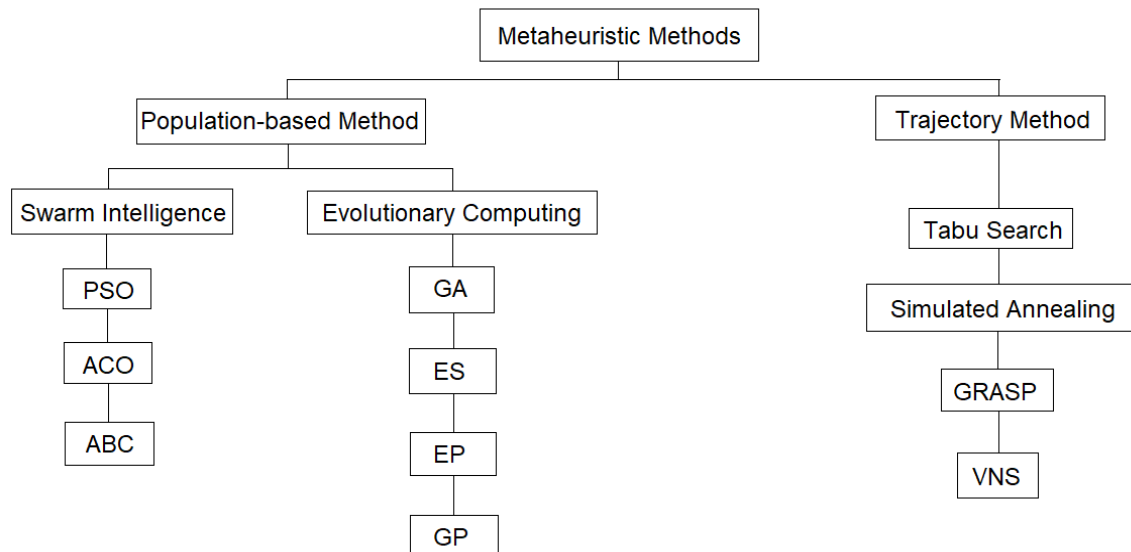 Metaheuristic Methods
Population-based Method
Trajectory Method
Swarm Intelligence
Evolutionary Computing
Tabu Search
PSO
GA
Simulated Annealing
ACO
ES
GRASP
ABC
EP
VNS
GP